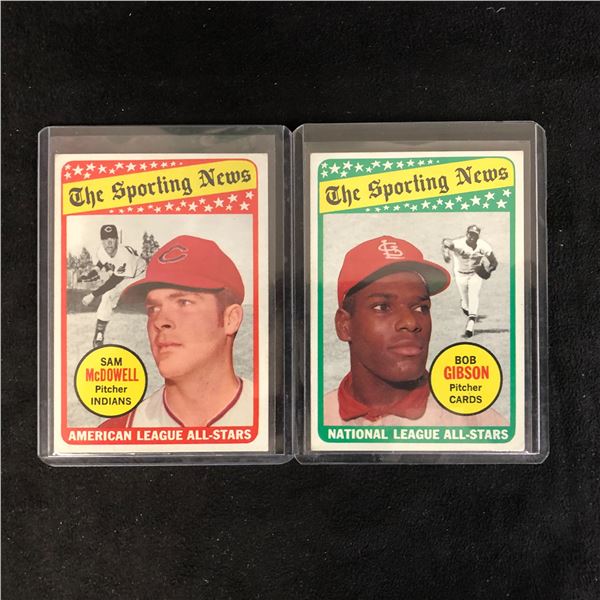 The Sporting News
C
SAM
McDOWELL
Pitcher
INDIANS
AMERICAN LEAGUE ALL-STARS
The Sporting News
STL
BOB
GIBSON
Pitcher
CARDS
NATIONAL LEAGUE ALL-STARS